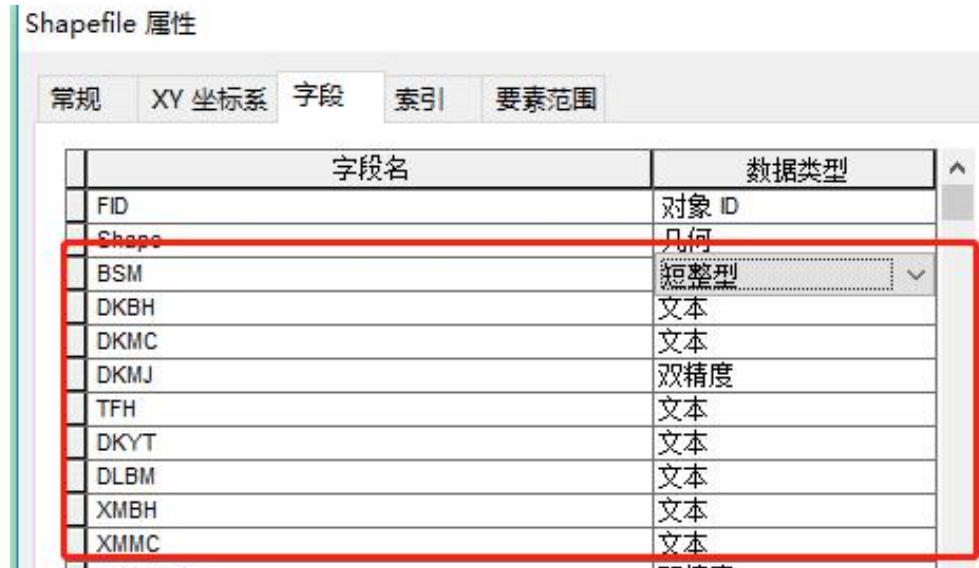 Shapefile 属性
常规 XY 坐标系 字段 索引 要素范围
字段名 数据类型
FID 对象 ID
Shape 几何
BSM 短整型
DKBH 文本
DKMC 文本
DKMJ 双精度
TFH 文本
DKYT 文本
DLBM 文本
XMBH 文本
XMMC 文本